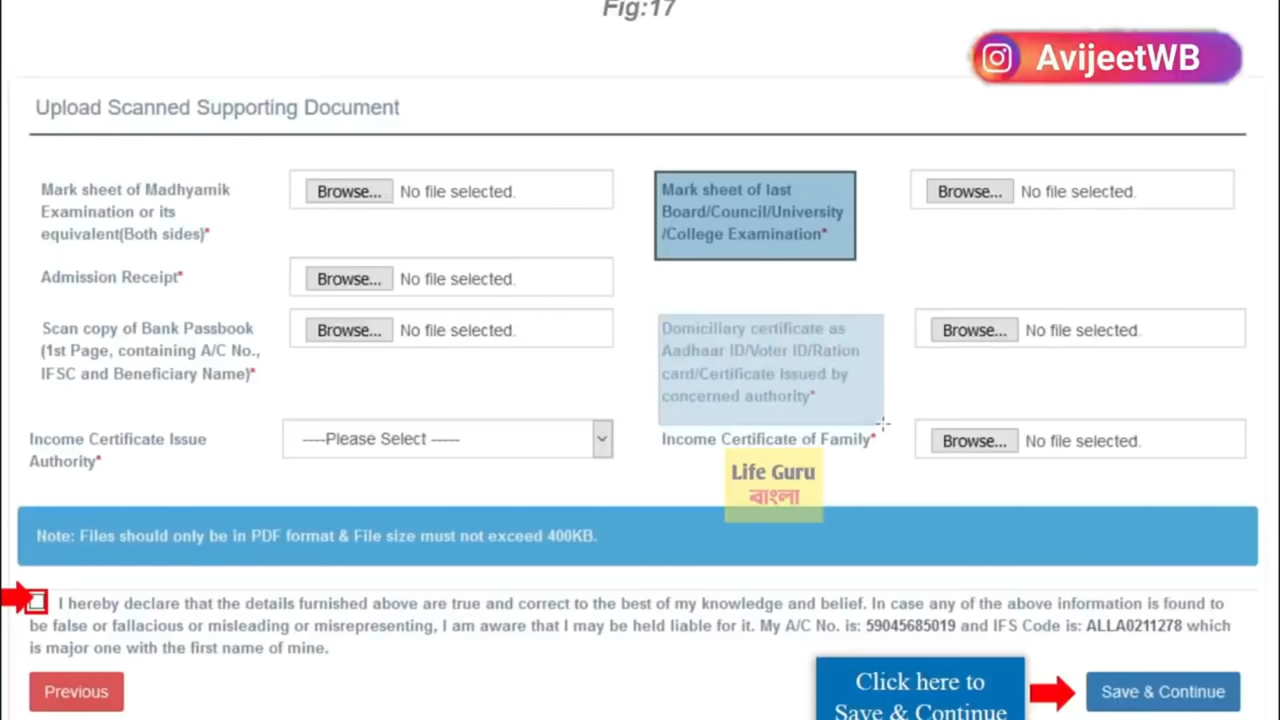 Fig:17
AvijeetWB
Upload Scanned Supporting Document
Mark sheet of Madhyamik
Examination or its
equivalent(Both sides)*
Browse... No file selected.
Mark sheet of last
Board/Council/University
/College Examination*
Browse... No file selected.
Admission Receipt*
Browse... No file selected.
Scan copy of Bank Passbook
(1st Page, containing A/C No.,
IFSC and Beneficiary Name)*
Browse... No file selected.
Domiciliary certificate as
Aadhaar ID/Voter ID/Ration
card/Certificate Issued by
concerned authority*
Browse... No file selected.
Income Certificate Issue
Authority*
----Please Select -----
Income Certificate of Family*
Browse... No file selected.
Life Guru
বাংলা
Note: Files should only be in PDF format & File size must not exceed 400KB.
I hereby declare that the details furnished above are true and correct to the best of my knowledge and belief. In case any of the above information is found to
be false or fallacious or misleading or misrepresenting, I am aware that I may be held liable for it. My A/C No. is: 59045685019 and IFS Code is: ALLA0211278 which
is major one with the first name of mine.
Previous
Click here to
Save & Continue
Save & Continue